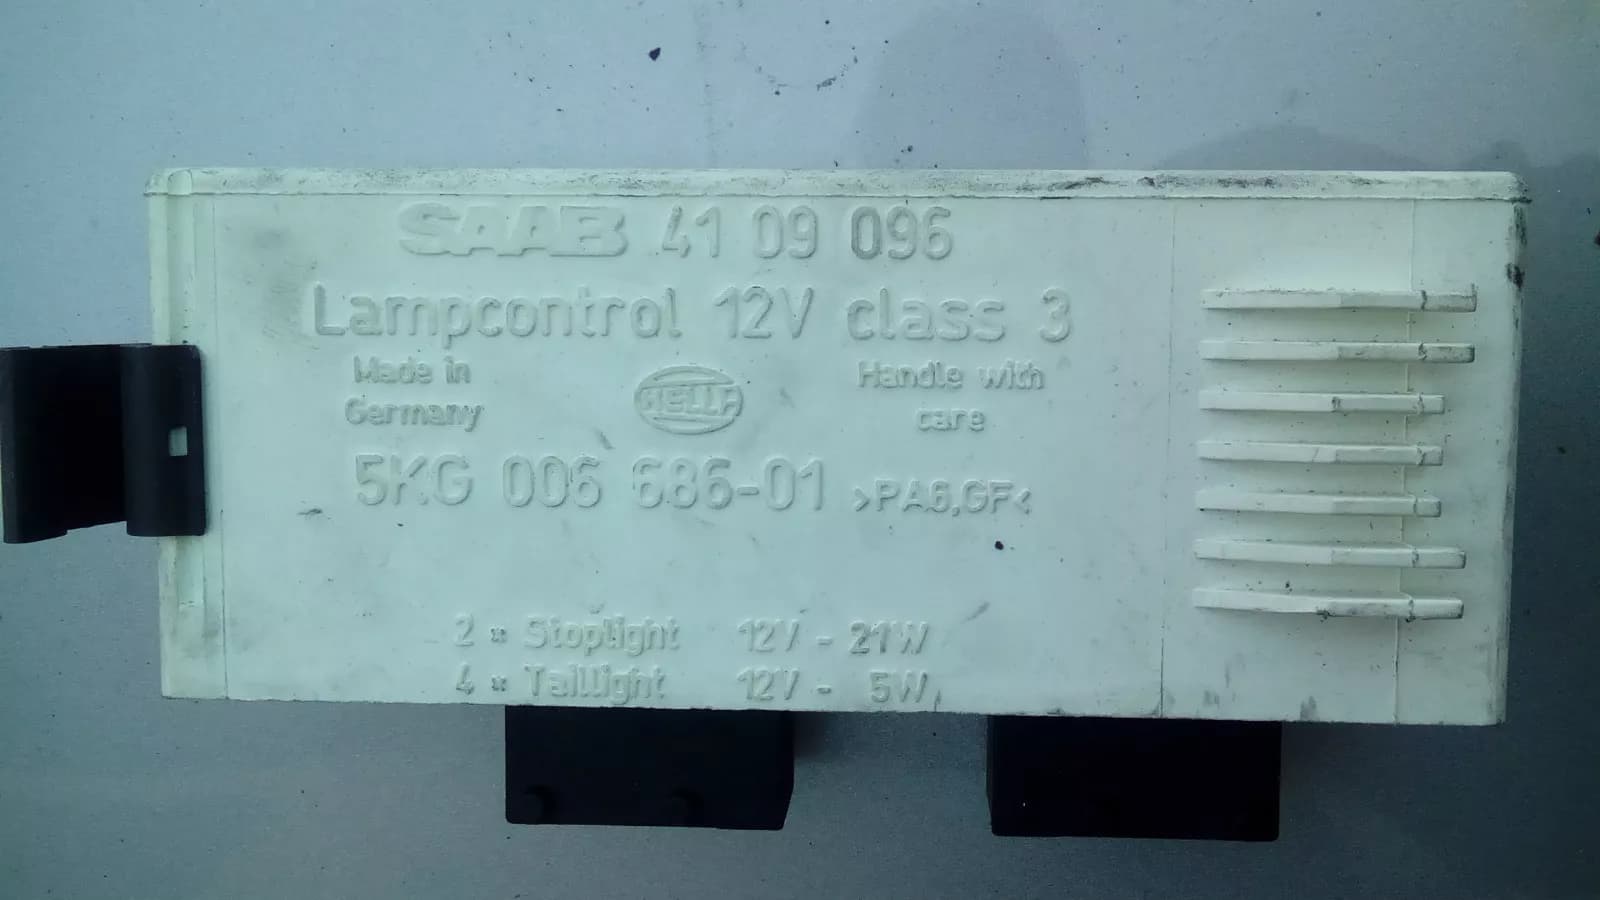 SAAB 41 09 096
Lampcontrol 12V class 3
Made in Germany
HELLA
Handle with care
5KG 006 686-01 >PA6,GF<
2 * Stoplight 12V - 21W
4 * Taillight 12V - 5W